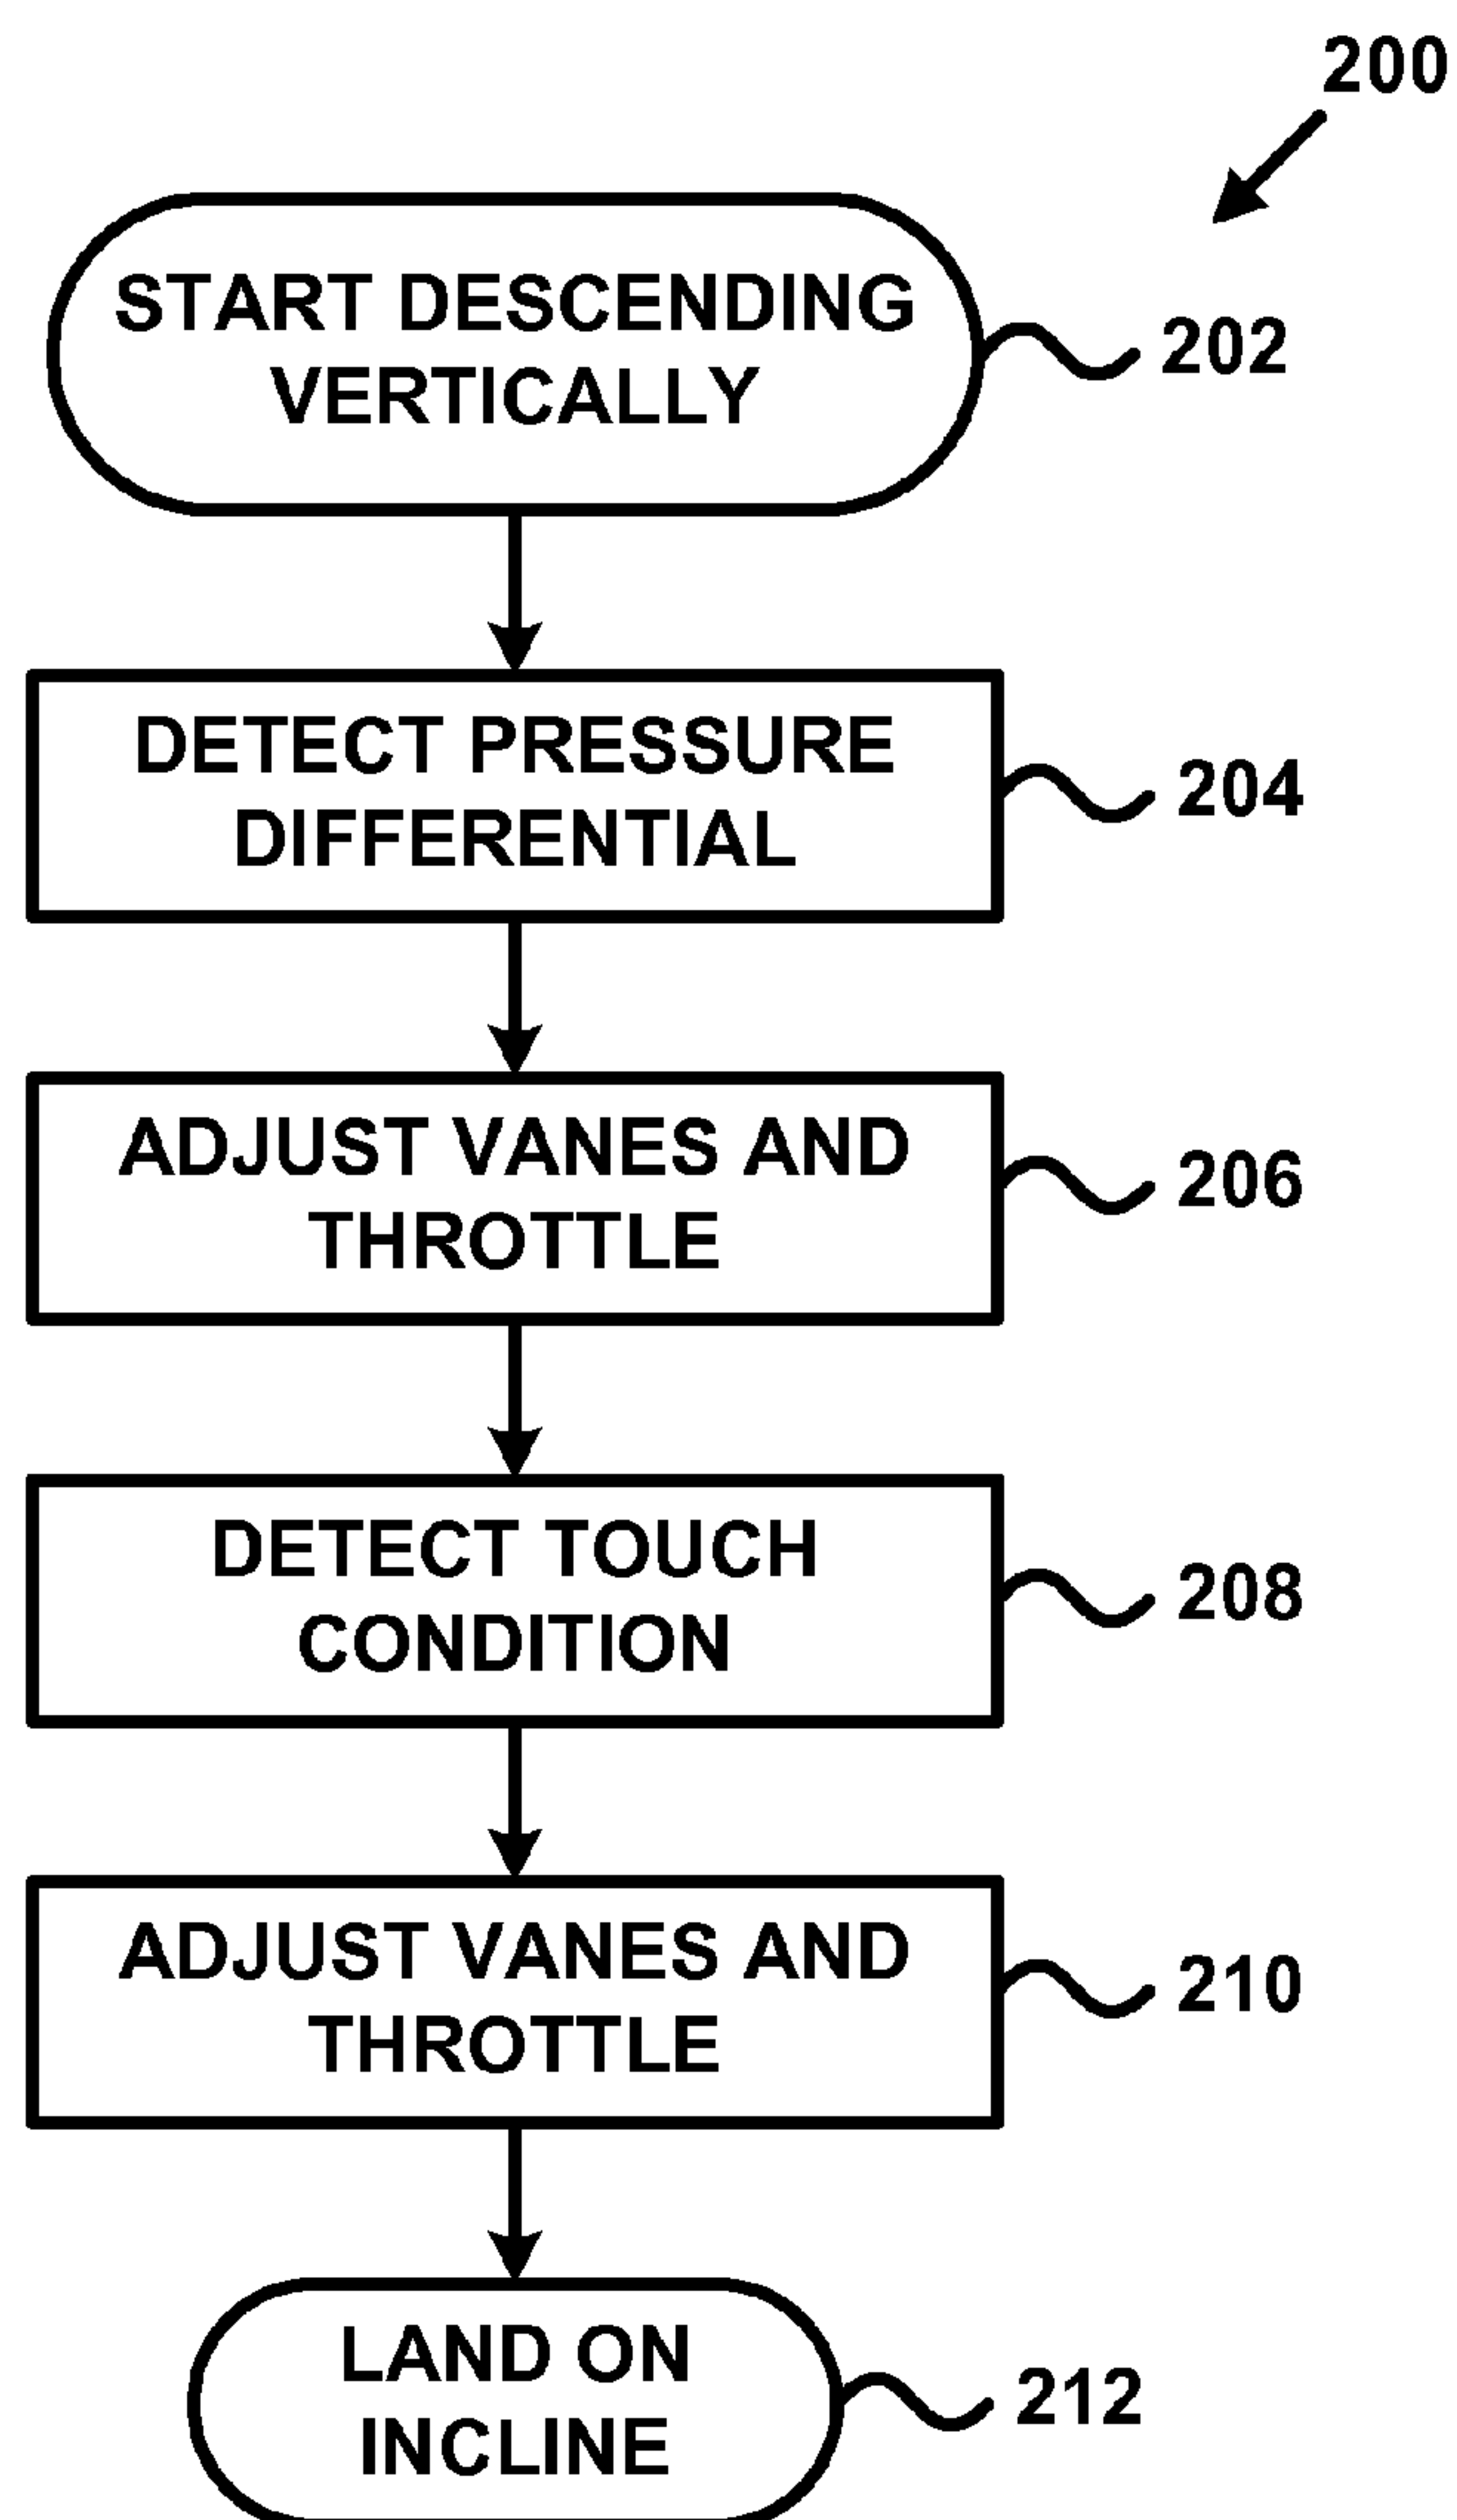 200
START DESCENDING
VERTICALLY
202
DETECT PRESSURE
DIFFERENTIAL
204
ADJUST VANES AND
THROTTLE
206
DETECT TOUCH
CONDITION
208
ADJUST VANES AND
THROTTLE
210
LAND ON
INCLINE
212